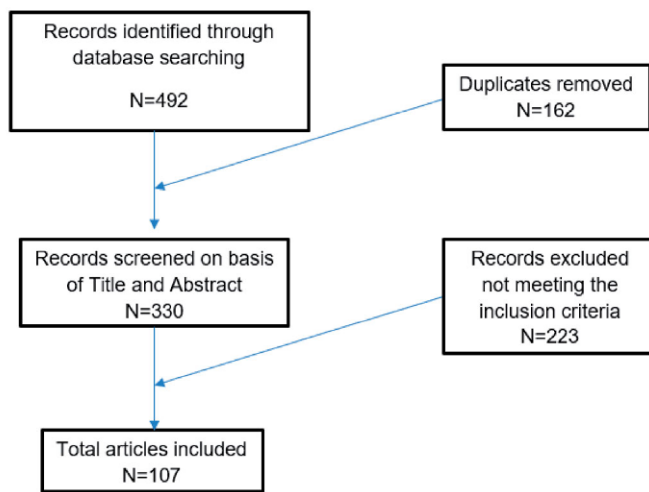 Records identified through
database searching
N=492
Duplicates removed
N=162
Records screened on basis
of Title and Abstract
N=330
Records excluded
not meeting the
inclusion criteria
N=223
Total articles included
N=107